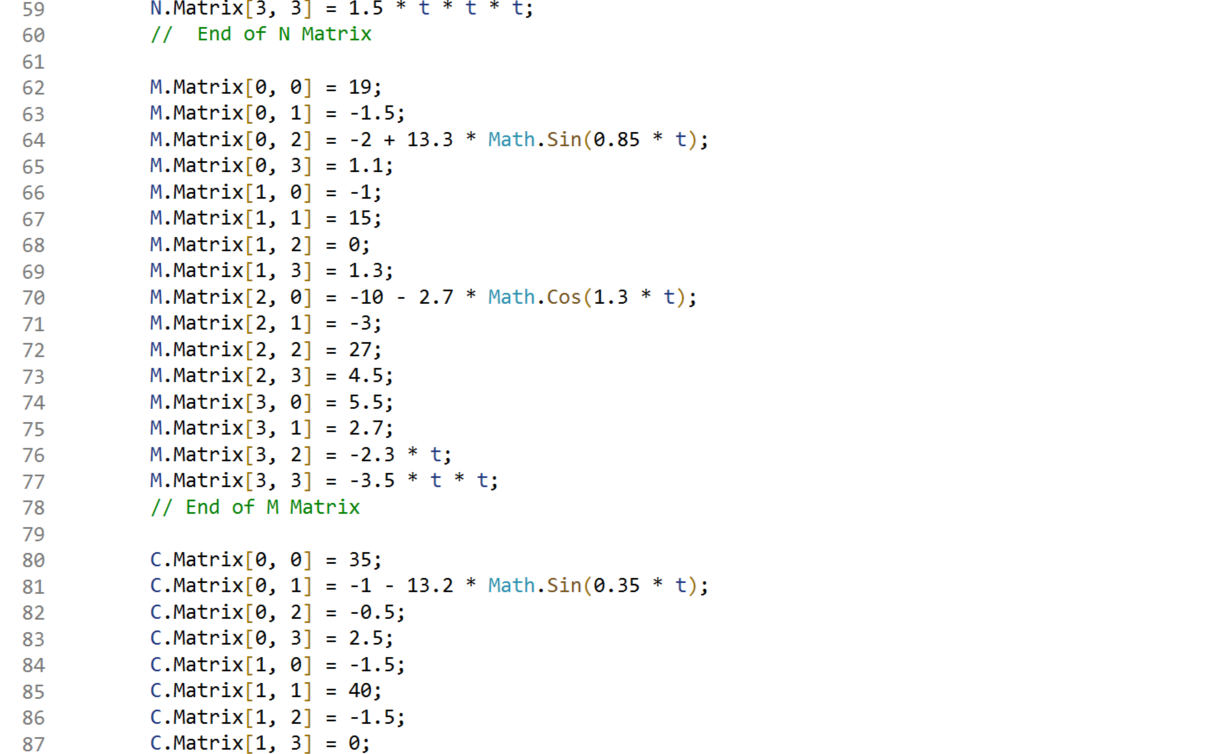 59 N.Matrix[3, 3] = 1.5 * t * t * t;
60 //  End of N Matrix
61
62 M.Matrix[0, 0] = 19;
63 M.Matrix[0, 1] = -1.5;
64 M.Matrix[0, 2] = -2 + 13.3 * Math.Sin(0.85 * t);
65 M.Matrix[0, 3] = 1.1;
66 M.Matrix[1, 0] = -1;
67 M.Matrix[1, 1] = 15;
68 M.Matrix[1, 2] = 0;
69 M.Matrix[1, 3] = 1.3;
70 M.Matrix[2, 0] = -10 - 2.7 * Math.Cos(1.3 * t);
71 M.Matrix[2, 1] = -3;
72 M.Matrix[2, 2] = 27;
73 M.Matrix[2, 3] = 4.5;
74 M.Matrix[3, 0] = 5.5;
75 M.Matrix[3, 1] = 2.7;
76 M.Matrix[3, 2] = -2.3 * t;
77 M.Matrix[3, 3] = -3.5 * t * t;
78 // End of M Matrix
79
80 C.Matrix[0, 0] = 35;
81 C.Matrix[0, 1] = -1 - 13.2 * Math.Sin(0.35 * t);
82 C.Matrix[0, 2] = -0.5;
83 C.Matrix[0, 3] = 2.5;
84 C.Matrix[1, 0] = -1.5;
85 C.Matrix[1, 1] = 40;
86 C.Matrix[1, 2] = -1.5;
87 C.Matrix[1, 3] = 0;